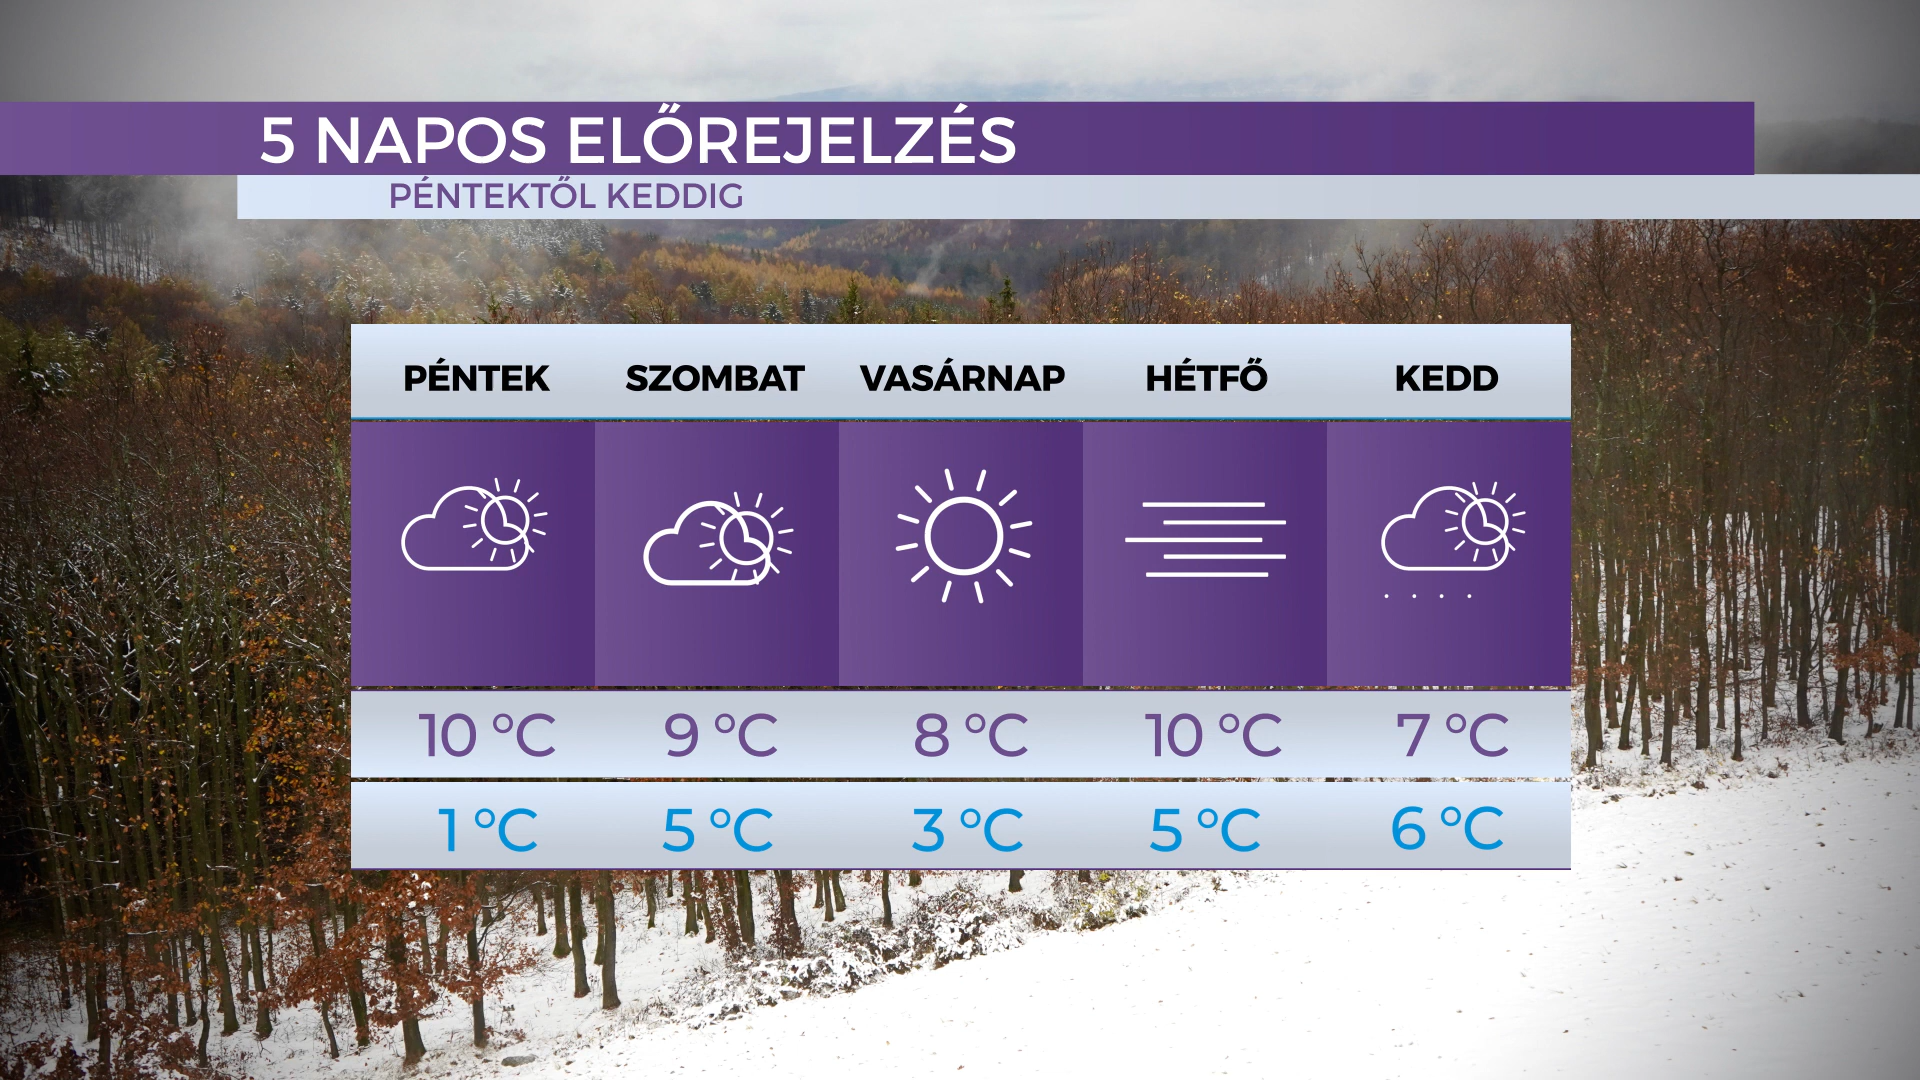 5 NAPOS ELŐREJELZÉS
PÉNTEKTŐL KEDDIG
PÉNTEK SZOMBAT VASÁRNAP HÉTFŐ KEDD
10 °C 9 °C 8 °C 10 °C 7 °C
1 °C 5 °C 3 °C 5 °C 6 °C